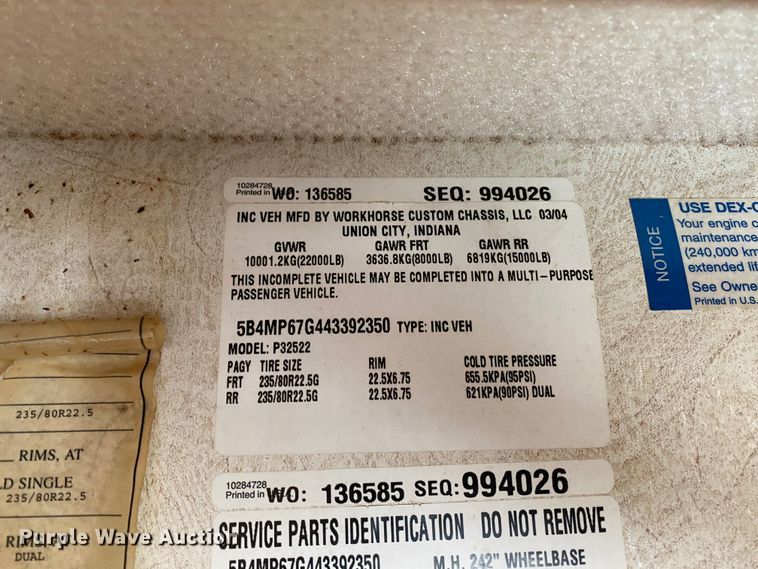 10284728
Printed in WO: 136585 SEQ: 994026
INC VEH MFD BY WORKHORSE CUSTOM CHASSIS, LLC 03/04
UNION CITY, INDIANA
GVWR GAWR FRT GAWR RR
10001.2KG(22000LB) 3636.8KG(8000LB) 6819KG(15000LB)
THIS INCOMPLETE VEHICLE MAY BE COMPLETED INTO A MULTI-PURPOSE
PASSENGER VEHICLE.
5B4MP67G443392350 TYPE: INC VEH
MODEL: P32522
PAGY TIRE SIZE RIM COLD TIRE PRESSURE
FRT 235/80R22.5G 22.5X6.75 655.5KPA(95PSI)
RR 235/80R22.5G 22.5X6.75 621KPA(90PSI) DUAL
10284728
Printed in WO: 136585 SEQ: 994026
SERVICE PARTS IDENTIFICATION DO NOT REMOVE
5B4MP67G443392350 M.H. 242" WHEELBASE
NOTICE
USE DEX-
Your engine
maintenance
(240,000 km
extended
See
Printed in U.S.
235/80R22.5
RIMS, AT
LD SINGLE
235/80R22.5
RIMS,
DUAL
Purple Wave Auction